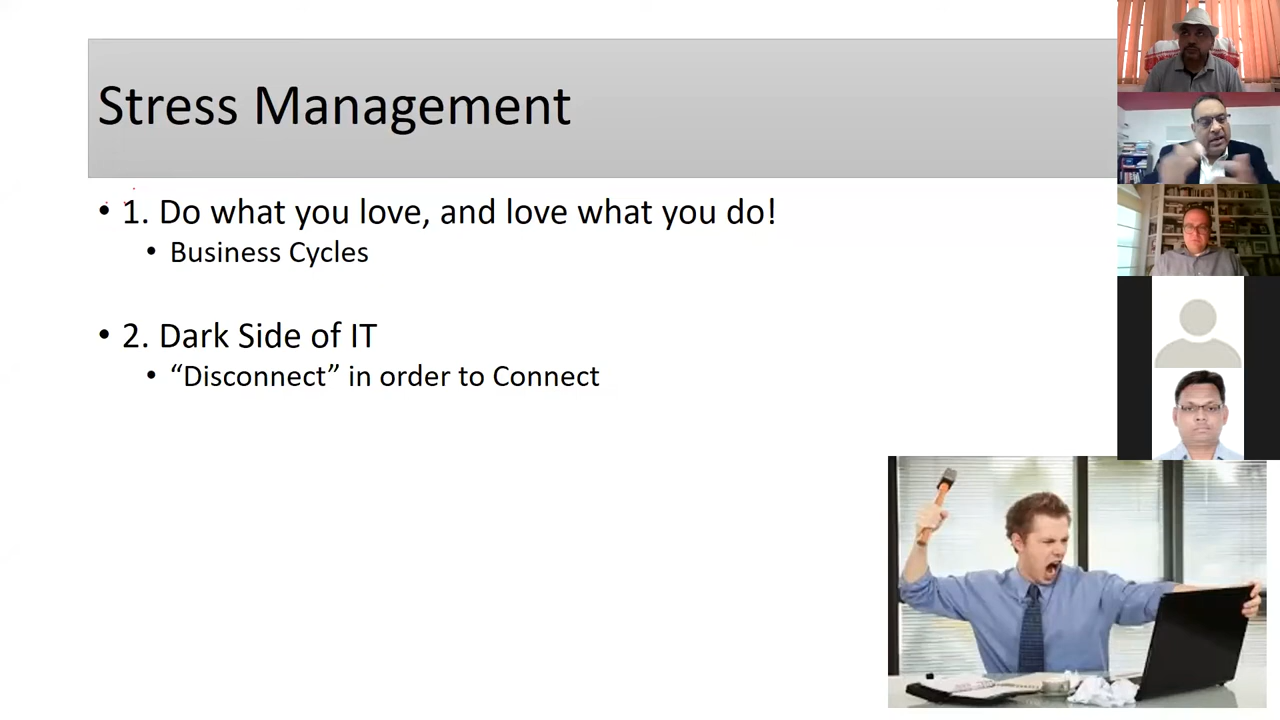 Stress Management
• 1. Do what you love, and love what you do!
• Business Cycles
• 2. Dark Side of IT
• “Disconnect” in order to Connect